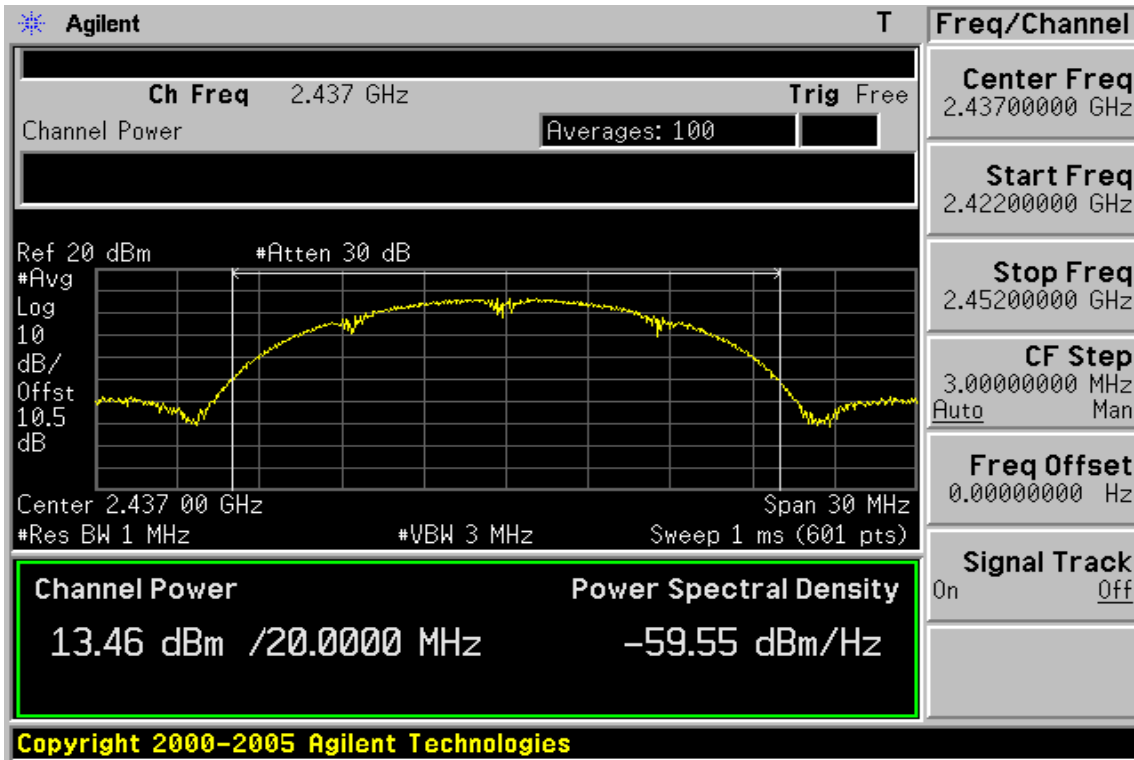 Agilent T
Ch Freq 2.437 GHz Trig Free
Channel Power Averages: 100
Ref 20 dBm #Atten 30 dB
#Avg
Log
10
dB/
Offst
10.5
dB
Center 2.437 00 GHz Span 30 MHz
#Res BW 1 MHz #VBW 3 MHz Sweep 1 ms (601 pts)
Channel Power Power Spectral Density
13.46 dBm /20.0000 MHz -59.55 dBm/Hz
Copyright 2000-2005 Agilent Technologies
Freq/Channel
Center Freq
2.43700000 GHz
Start Freq
2.42200000 GHz
Stop Freq
2.45200000 GHz
CF Step
3.00000000 MHz
Auto Man
Freq Offset
0.00000000 Hz
Signal Track
On Off